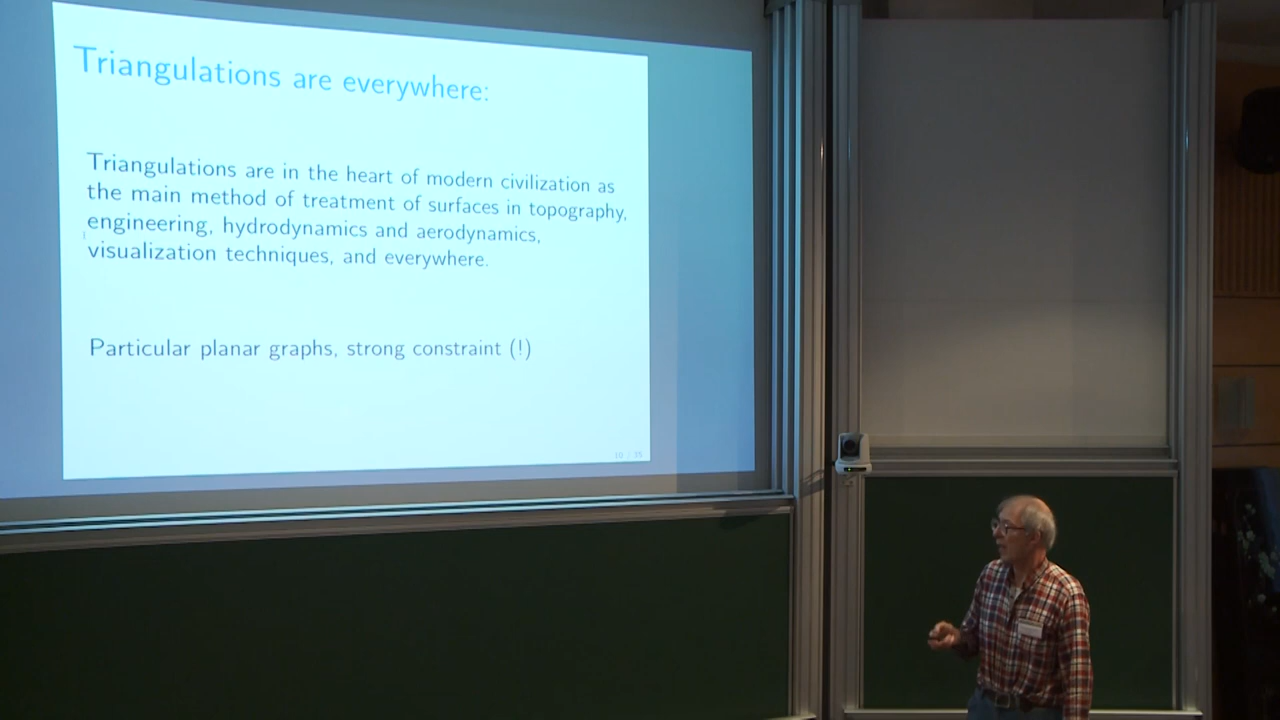 Triangulations are everywhere:
Triangulations are in the heart of modern civilization as
the main method of treatment of surfaces in topography,
engineering, hydrodynamics and aerodynamics,
visualization techniques, and everywhere.
Particular planar graphs, strong constraint (!)